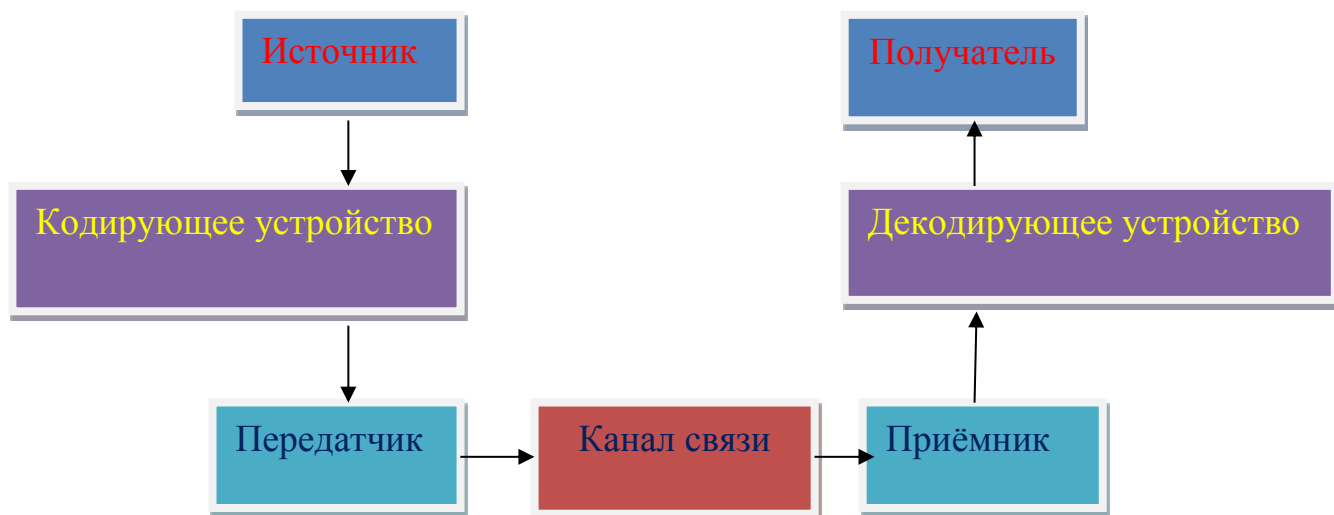 Источник
Получатель
Кодирующее устройство
Декодирующее устройство
Передатчик
Канал связи
Приёмник